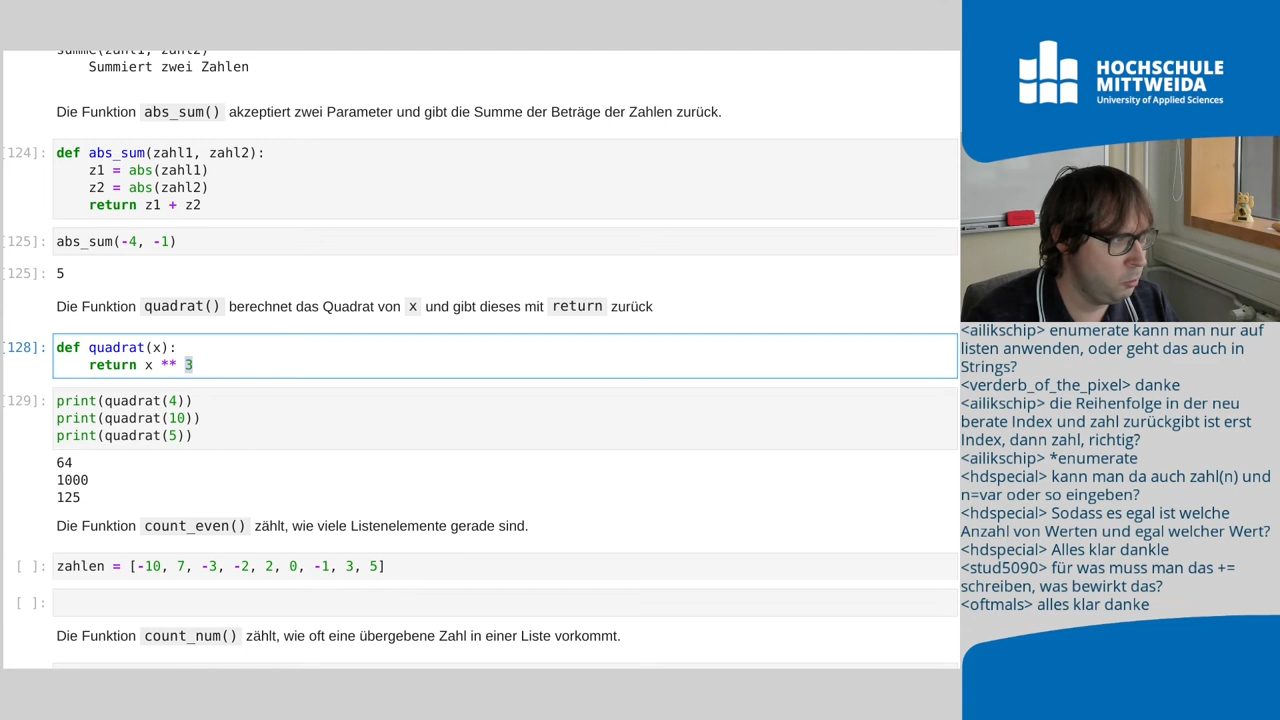 summe(zahl1, zahl2)
Summiert zwei Zahlen
Die Funktion abs_sum() akzeptiert zwei Parameter und gibt die Summe der Beträge der Zahlen zurück.
[124]: def abs_sum(zahl1, zahl2):
z1 = abs(zahl1)
z2 = abs(zahl2)
return z1 + z2
[125]: abs_sum(-4, -1)
[125]: 5
Die Funktion quadrat() berechnet das Quadrat von x und gibt dieses mit return zurück
[128]: def quadrat(x):
return x ** 3
[129]: print(quadrat(4))
print(quadrat(10))
print(quadrat(5))
64
1000
125
Die Funktion count_even() zählt, wie viele Listenelemente gerade sind.
[ ]: zahlen = [-10, 7, -3, -2, 2, 0, -1, 3, 5]
[ ]:
Die Funktion count_num() zählt, wie oft eine übergebene Zahl in einer Liste vorkommt.
HOCHSCHULE
MITTWEIDA
University of Applied Sciences
<ailikschip> enumerate kann man nur auf
listen anwenden, oder geht das auch in
Strings?
<verderb_of_the_pixel> danke
<ailikschip> die Reihenfolge in der neu
berate Index und zahl zurückgibt ist erst
Index, dann zahl, richtig?
<ailikschip> *enumerate
<hdspecial> kann man da auch zahl(n) und
n=var oder so eingeben?
<hdspecial> Sodass es egal ist welche
Anzahl von Werten und egal welcher Wert?
<hdspecial> Alles klar dankle
<stud5090> für was muss man das +=
schreiben, was bewirkt das?
<oftmals> alles klar danke